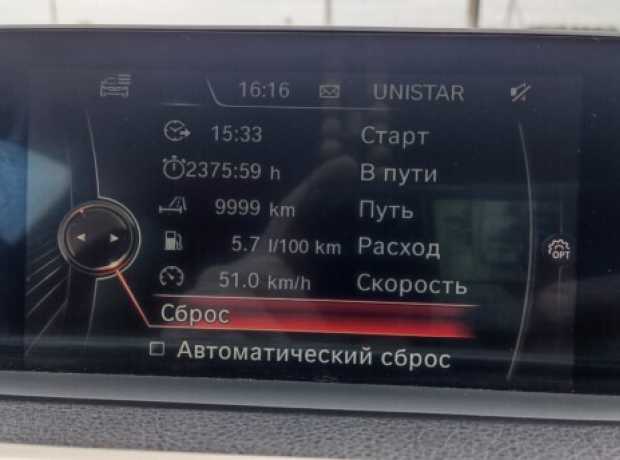 16:16 UNISTAR
15:33 Старт
2375:59 h В пути
9999 km Путь
5.7 l/100 km Расход
51.0 km/h Скорость
Сброс
Автоматический сброс
OPT